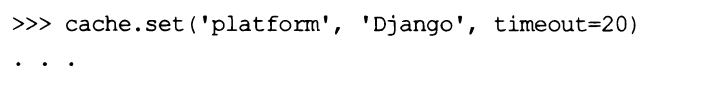 >>> cache.set('platform', 'Django', timeout=20)
. . .